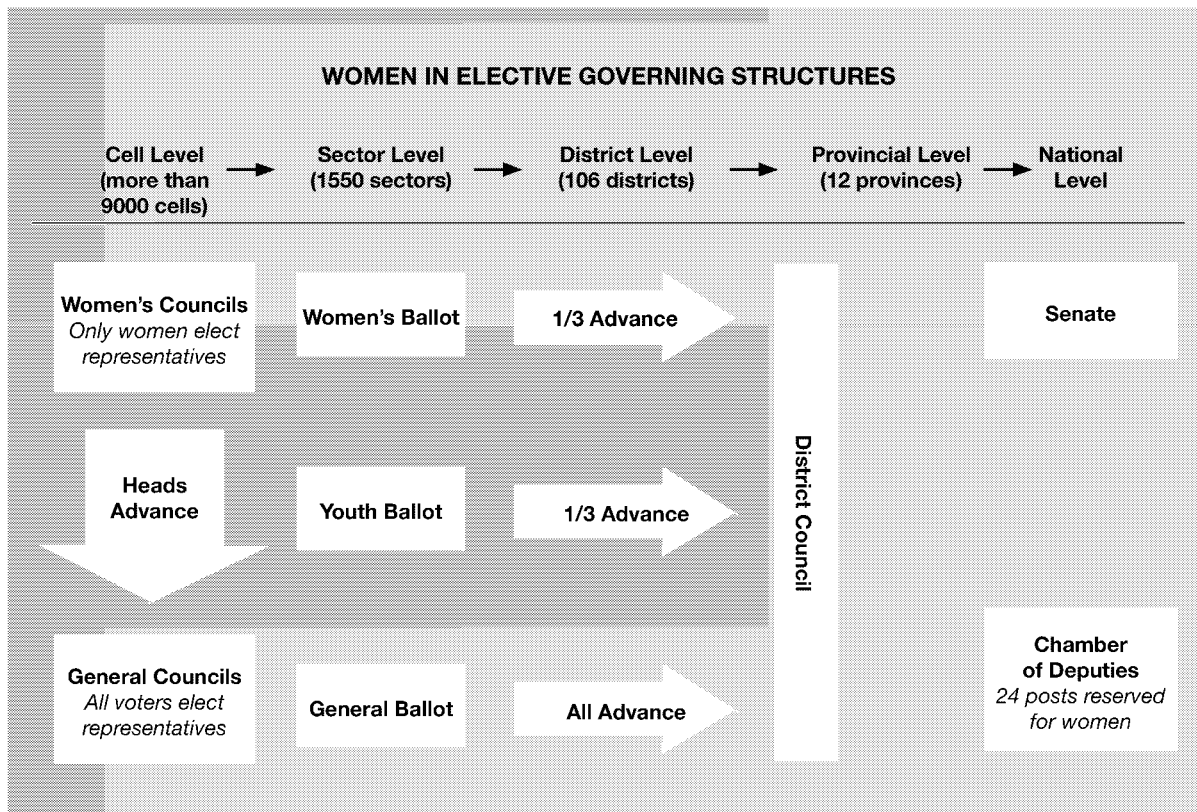 WOMEN IN ELECTIVE GOVERNING STRUCTURES
Cell Level
(more than
9000 cells)
Sector Level
(1550 sectors)
District Level
(106 districts)
Provincial Level
(12 provinces)
National
Level
Women's Councils
Only women elect
representatives
Women's Ballot
1/3 Advance
Senate
Heads
Advance
Youth Ballot
1/3 Advance
District Council
General Councils
All voters elect
representatives
General Ballot
All Advance
Chamber
of Deputies
24 posts reserved
for women